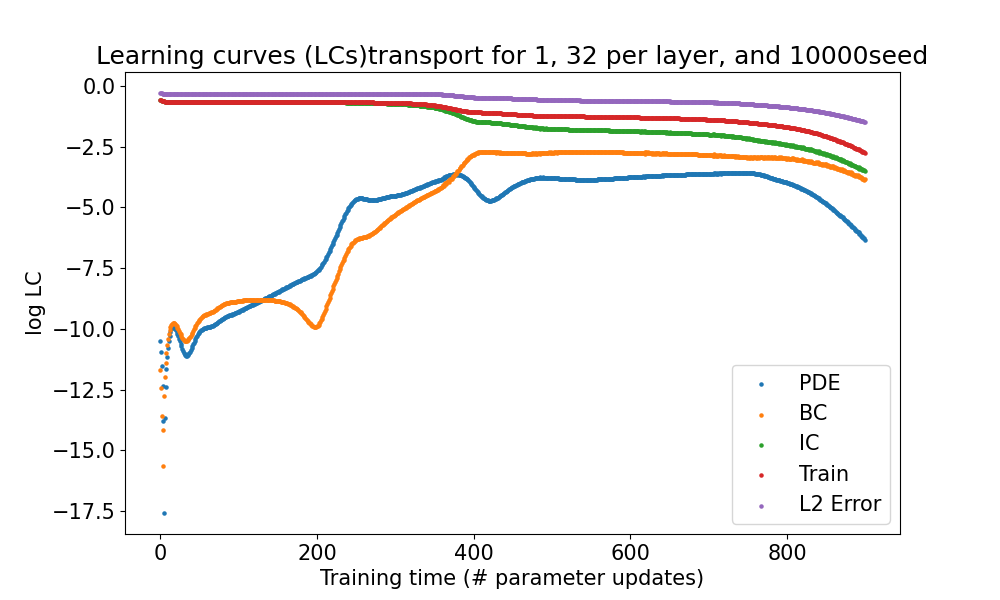 Learning curves (LCs)transport for 1, 32 per layer, and 10000seed
log LC
0.0
−2.5
−5.0
−7.5
−10.0
−12.5
−15.0
−17.5
PDE
BC
IC
Train
L2 Error
0 200 400 600 800
Training time (# parameter updates)